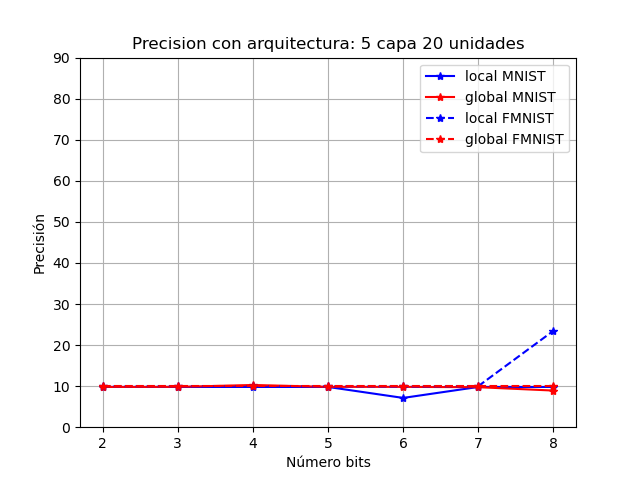 Precision con arquitectura: 5 capa 20 unidades
90
80
70
60
50
40
30
20
10
0
Precisión
local MNIST
global MNIST
local FMNIST
global FMNIST
2 3 4 5 6 7 8
Número bits